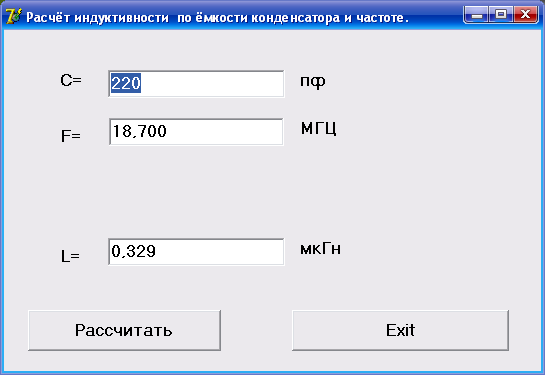 Расчёт индуктивности по ёмкости конденсатора и частоте.
C= 220 пф
F= 18,700 МГЦ
L= 0,329 мкГн
Рассчитать Exit